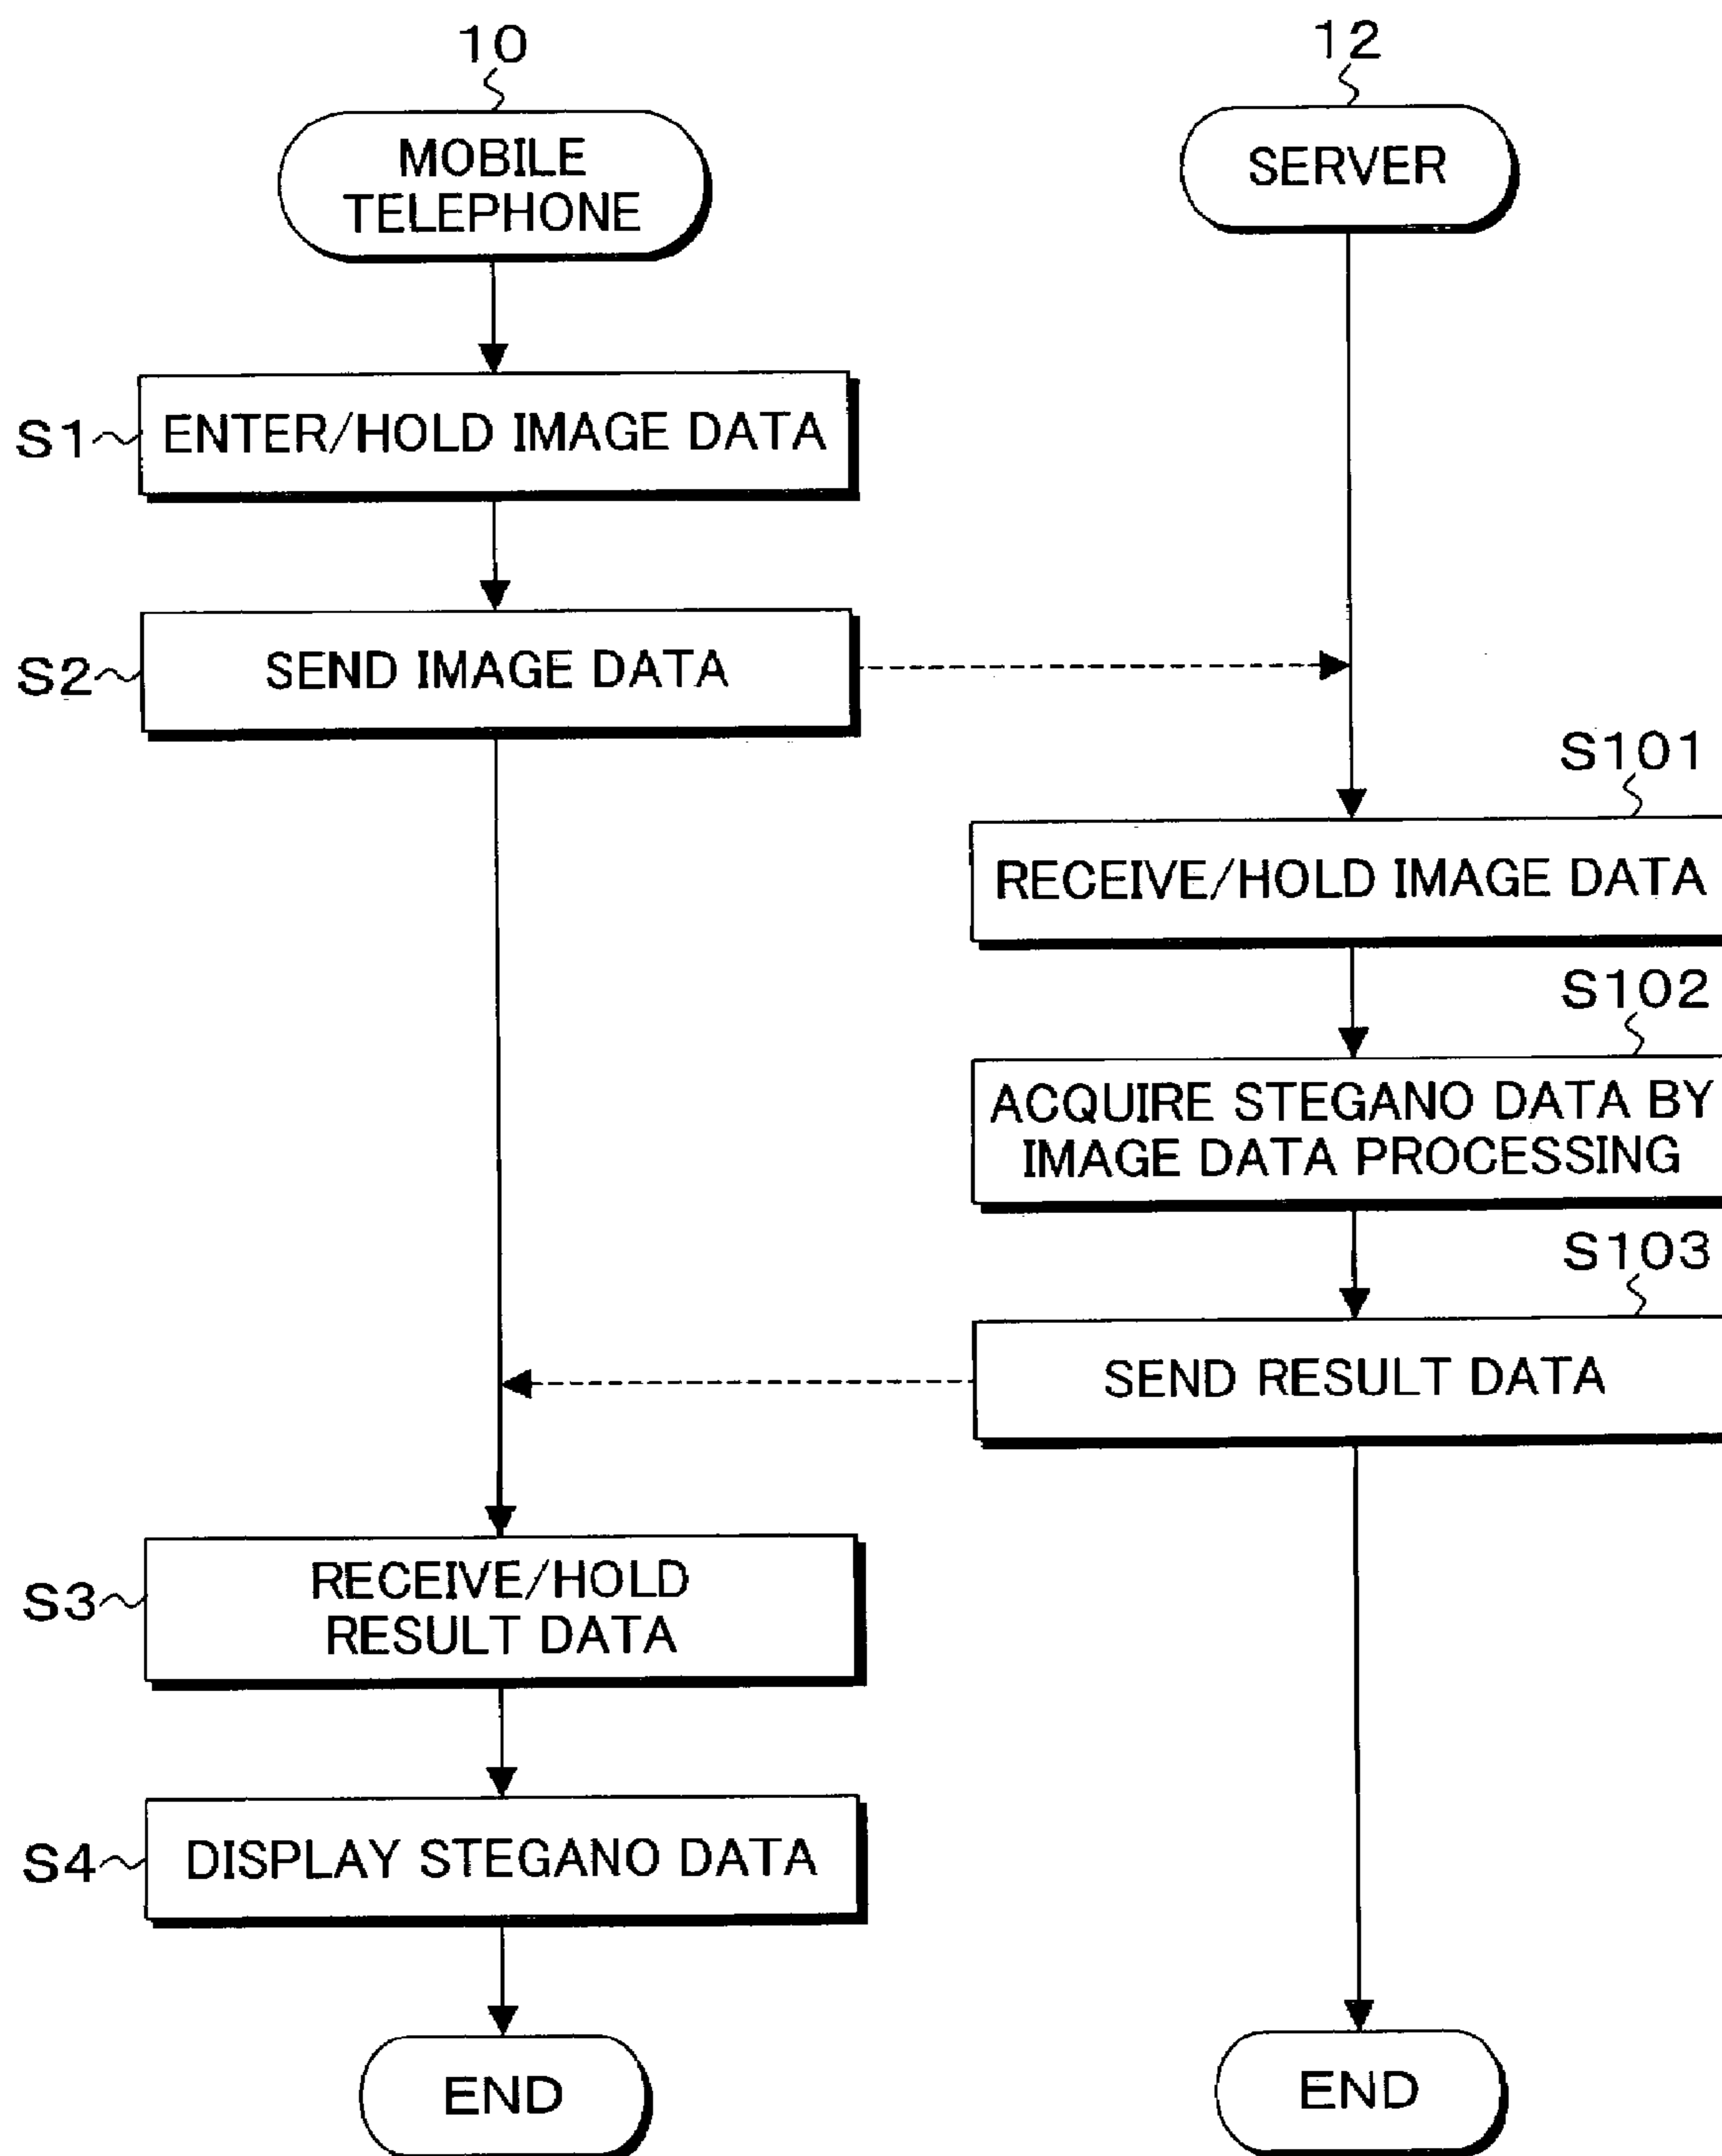 10
MOBILE
TELEPHONE
12
SERVER
S1
ENTER/HOLD IMAGE DATA
S2
SEND IMAGE DATA
S101
RECEIVE/HOLD IMAGE DATA
S102
ACQUIRE STEGANO DATA BY
IMAGE DATA PROCESSING
S103
SEND RESULT DATA
S3
RECEIVE/HOLD
RESULT DATA
S4
DISPLAY STEGANO DATA
END
END